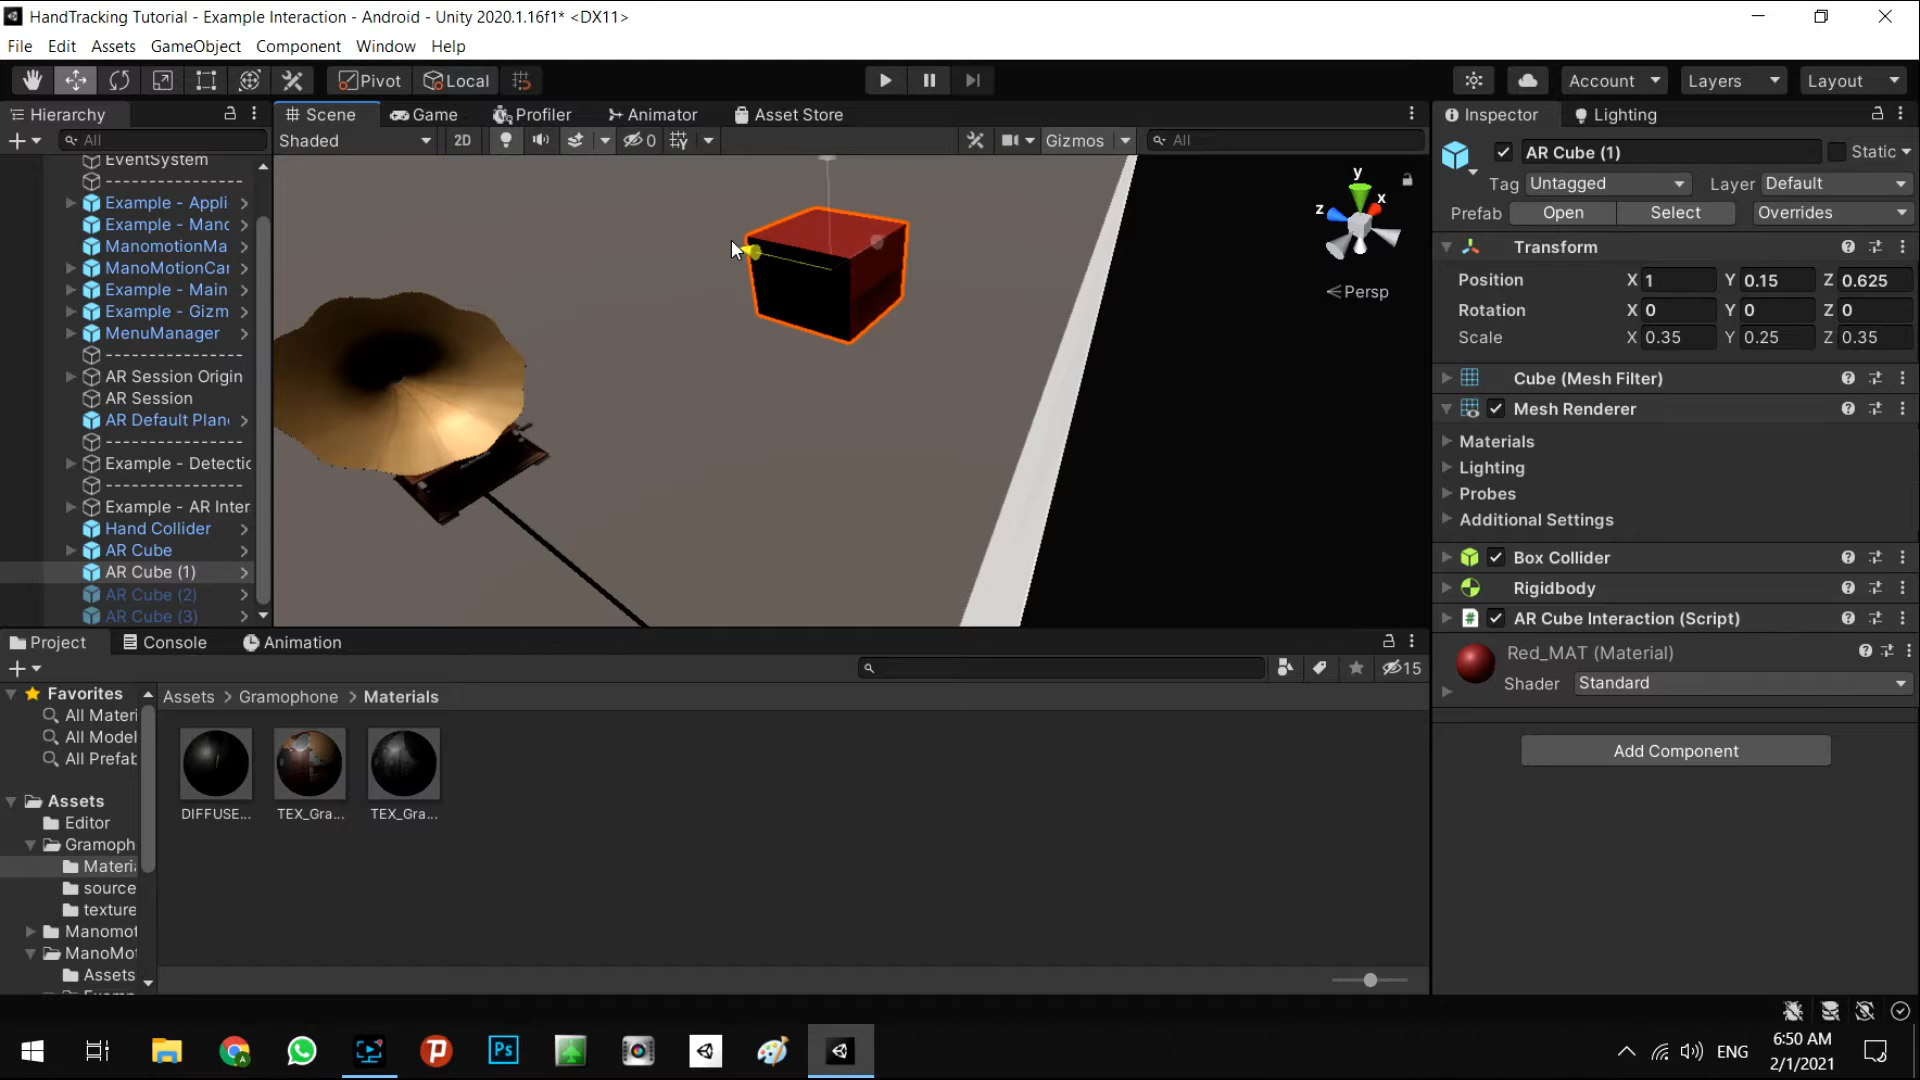 HandTracking Tutorial - Example Interaction - Android - Unity 2020.1.16f1* <DX11>
File Edit Assets GameObject Component Window Help
Pivot Local Account Layers Layout
Hierarchy Scene Game Profiler Animator Asset Store Inspector Lighting
All Shaded 2D 0 Gizmos All
EventSystem
----------------
Example - Appli
Example - Manc
ManomotionMa
ManoMotionCar
Example - Main
Example - Gizm
MenuManager
----------------
AR Session Origin
AR Session
AR Default Plan
----------------
Example - Detectic
----------------
Example - AR Inter
Hand Collider
AR Cube
AR Cube (1)
AR Cube (2)
AR Cube (3)
y
x
z
Persp
AR Cube (1) Static
Tag Untagged Layer Default
Prefab Open Select Overrides
Transform
Position X 1 Y 0.15 Z 0.625
Rotation X 0 Y 0 Z 0
Scale X 0.35 Y 0.25 Z 0.35
Cube (Mesh Filter)
Mesh Renderer
Materials
Lighting
Probes
Additional Settings
Box Collider
Rigidbody
AR Cube Interaction (Script)
Red_MAT (Material)
Shader Standard
Add Component
Project Console Animation
15
Favorites
All Materi
All Model
All Prefab
Assets
Editor
Gramoph
Materi
source
texture
Manomot
ManoMot
Assets
Assets > Gramophone > Materials
DIFFUSE... TEX_Gra... TEX_Gra...
Ps
ENG
6:50 AM
2/1/2021